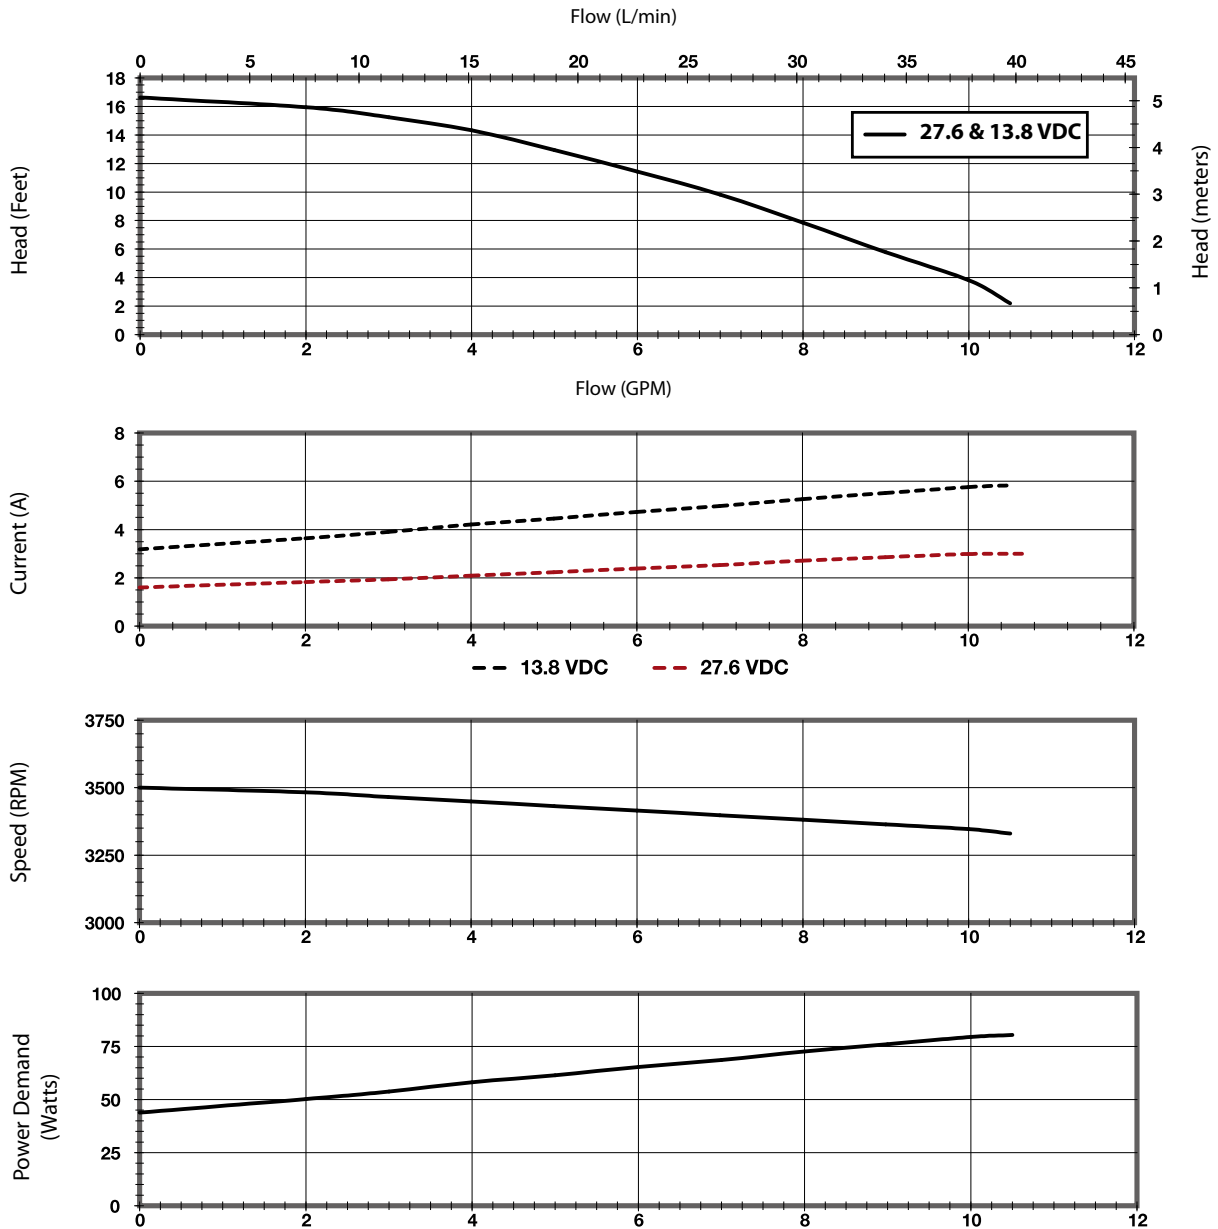 Flow (L/min)
0 5 10 15 20 25 30 35 40 45
18
16
14
12
10
8
6
4
2
0
Head (Feet)
27.6 & 13.8 VDC
5
4
3
2
1
0
Head (meters)
0 2 4 6 8 10 12
Flow (GPM)
8
6
4
2
0
Current (A)
0 2 4 6 8 10 12
13.8 VDC 27.6 VDC
3750
3500
3250
3000
Speed (RPM)
0 2 4 6 8 10 12
100
75
50
25
0
Power Demand
(Watts)
0 2 4 6 8 10 12